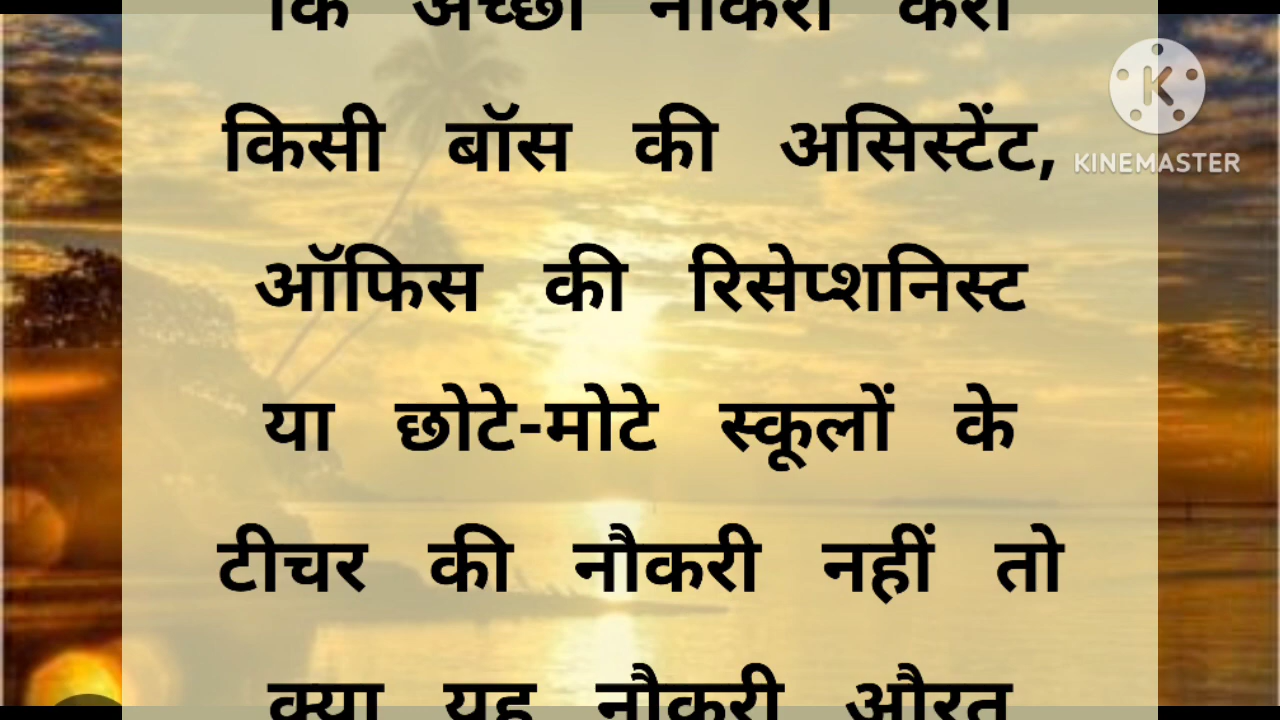 कि अच्छी नौकरी करो
किसी बॉस की असिस्टेंट,
KINEMASTER
ऑफिस की रिसेप्शनिस्ट
या छोटे-मोटे स्कूलों के
टीचर की नौकरी नहीं तो
क्या यह नौकरी औरत